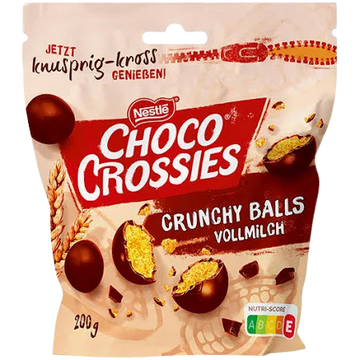 JETZT
knusprig-kross
GENIEẞEN!
Nestlé
CHOCO
CROSSIES
CRUNCHY BALLS
VOLLMILCH
200g
NUTRI-SCORE
A B C D E